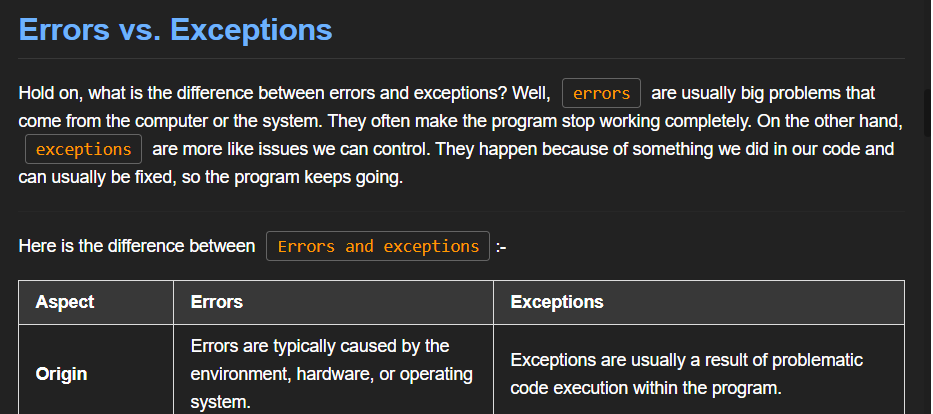 Errors vs. Exceptions
Hold on, what is the difference between errors and exceptions? Well, errors are usually big problems that
come from the computer or the system. They often make the program stop working completely. On the other hand,
exceptions are more like issues we can control. They happen because of something we did in our code and
can usually be fixed, so the program keeps going.
Here is the difference between Errors and exceptions :-
Aspect Errors Exceptions
Origin
Errors are typically caused by the
environment, hardware, or operating
system.
Exceptions are usually a result of problematic
code execution within the program.